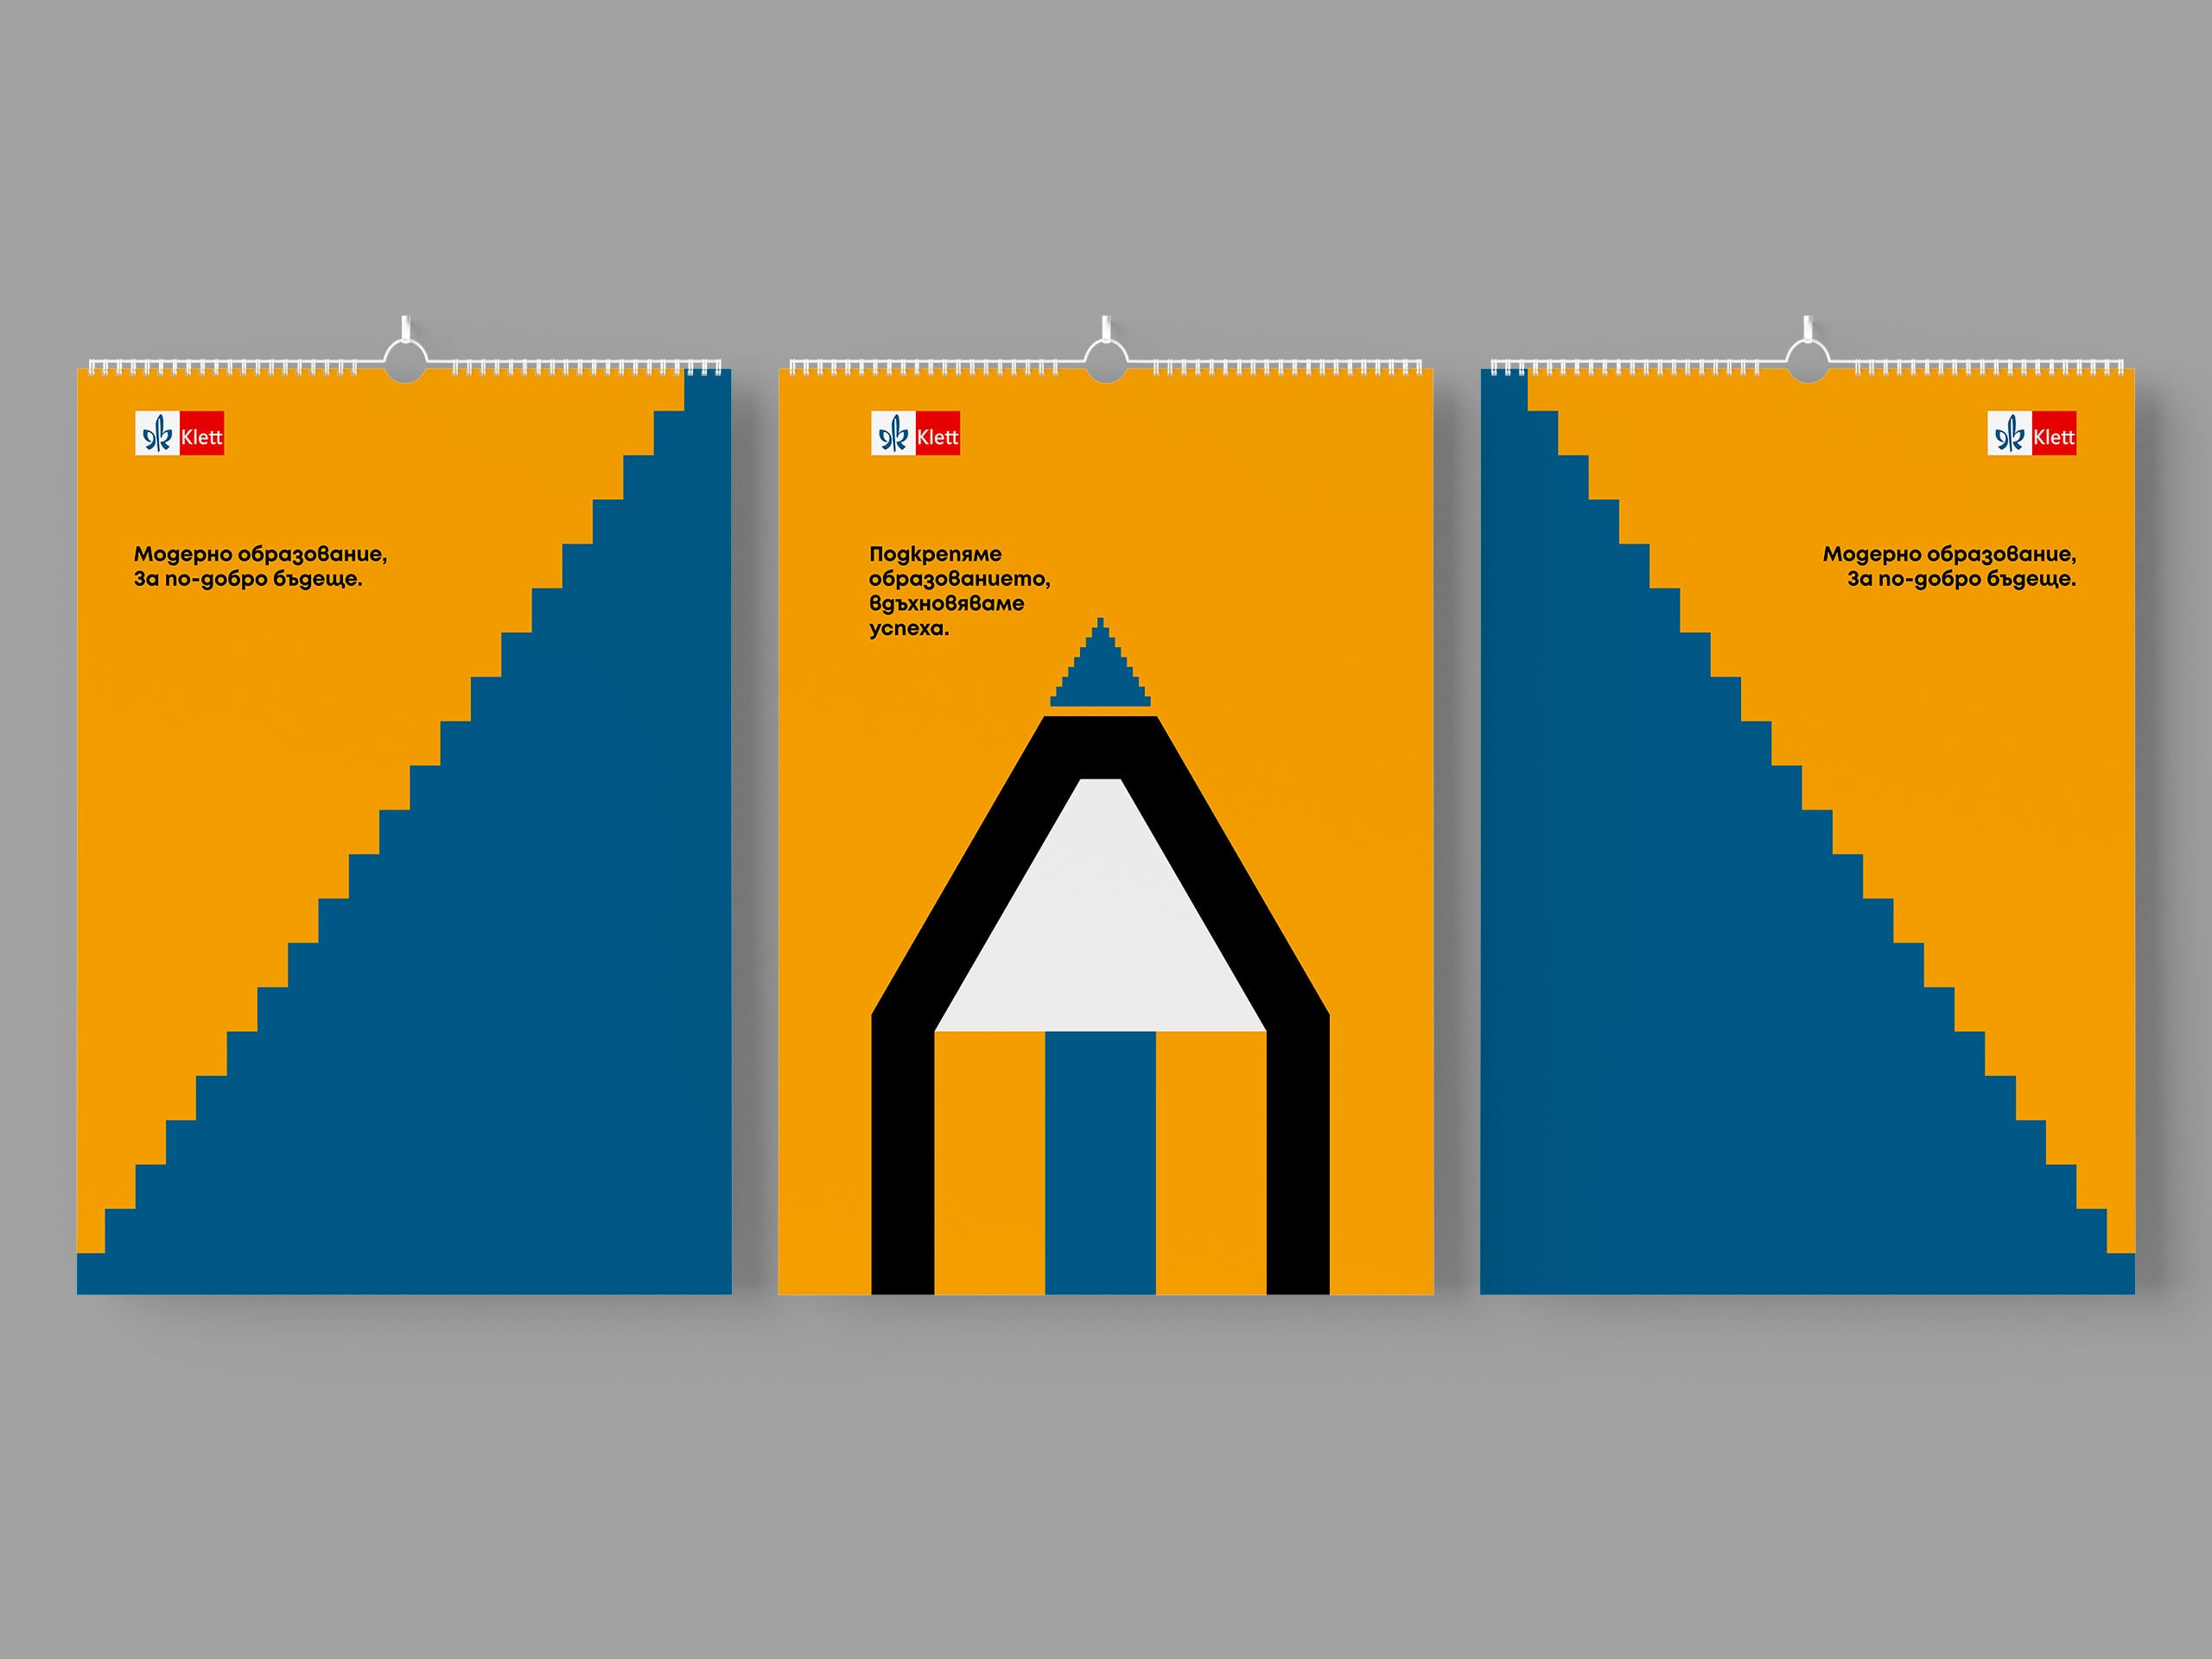 Klett
Модерно образование,
За по-добро бъдеще.
Klett
Подкрепяме
образованието,
вдъхновяваме
успеха.
Klett
Модерно образование,
За по-добро бъдеще.